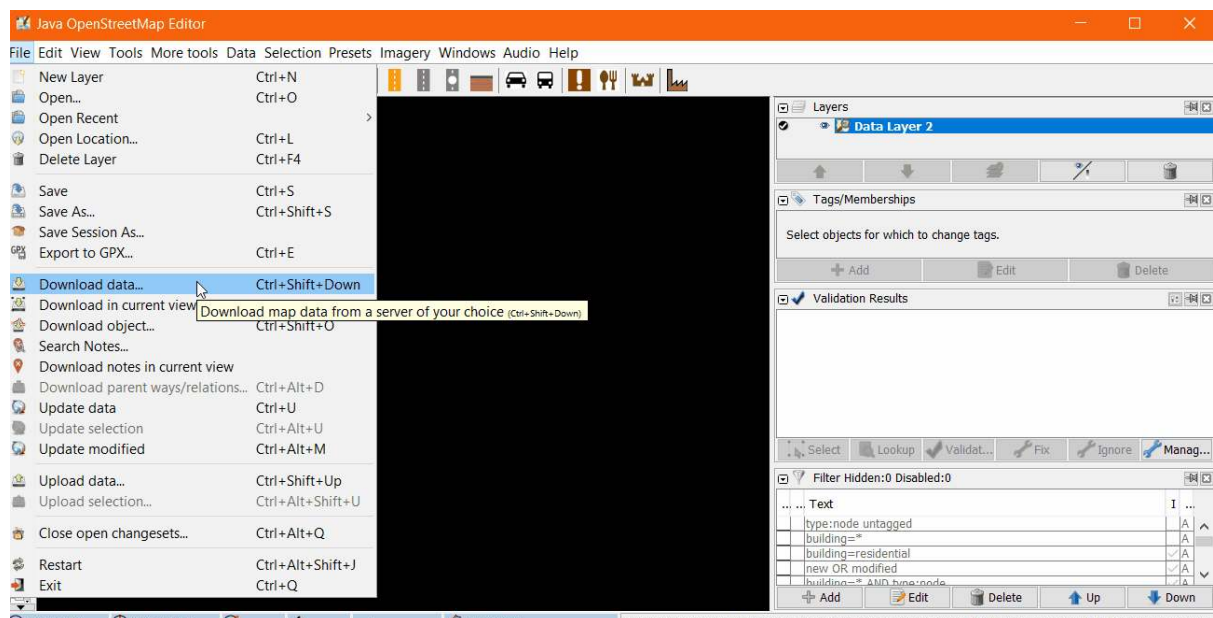 Java OpenStreetMap Editor
File Edit View Tools More tools Data Selection Presets Imagery Windows Audio Help
New Layer Ctrl+N
Open... Ctrl+O
Open Recent
Open Location... Ctrl+L
Delete Layer Ctrl+F4
Save Ctrl+S
Save As... Ctrl+Shift+S
Save Session As...
GPX Export to GPX... Ctrl+E
Download data... Ctrl+Shift+Down
Download in current view
Download map data from a server of your choice (Ctrl+Shift+Down)
Download object... Ctrl+Shift+O
Search Notes...
Download notes in current view
Download parent ways/relations... Ctrl+Alt+D
Update data Ctrl+U
Update selection Ctrl+Alt+U
Update modified Ctrl+Alt+M
Upload data... Ctrl+Shift+Up
Upload selection... Ctrl+Alt+Shift+U
Close open changesets... Ctrl+Alt+Q
Restart Ctrl+Alt+Shift+J
Exit Ctrl+Q
Layers
Data Layer 2
Tags/Memberships
Select objects for which to change tags.
Add Edit Delete
Validation Results
Select Lookup Validat... Fix Ignore Manag...
Filter Hidden:0 Disabled:0
... ... Text I ...
type:node untagged A
building=* A
building=residential A
new OR modified A
building=* AND type:node A
Add Edit Delete Up Down